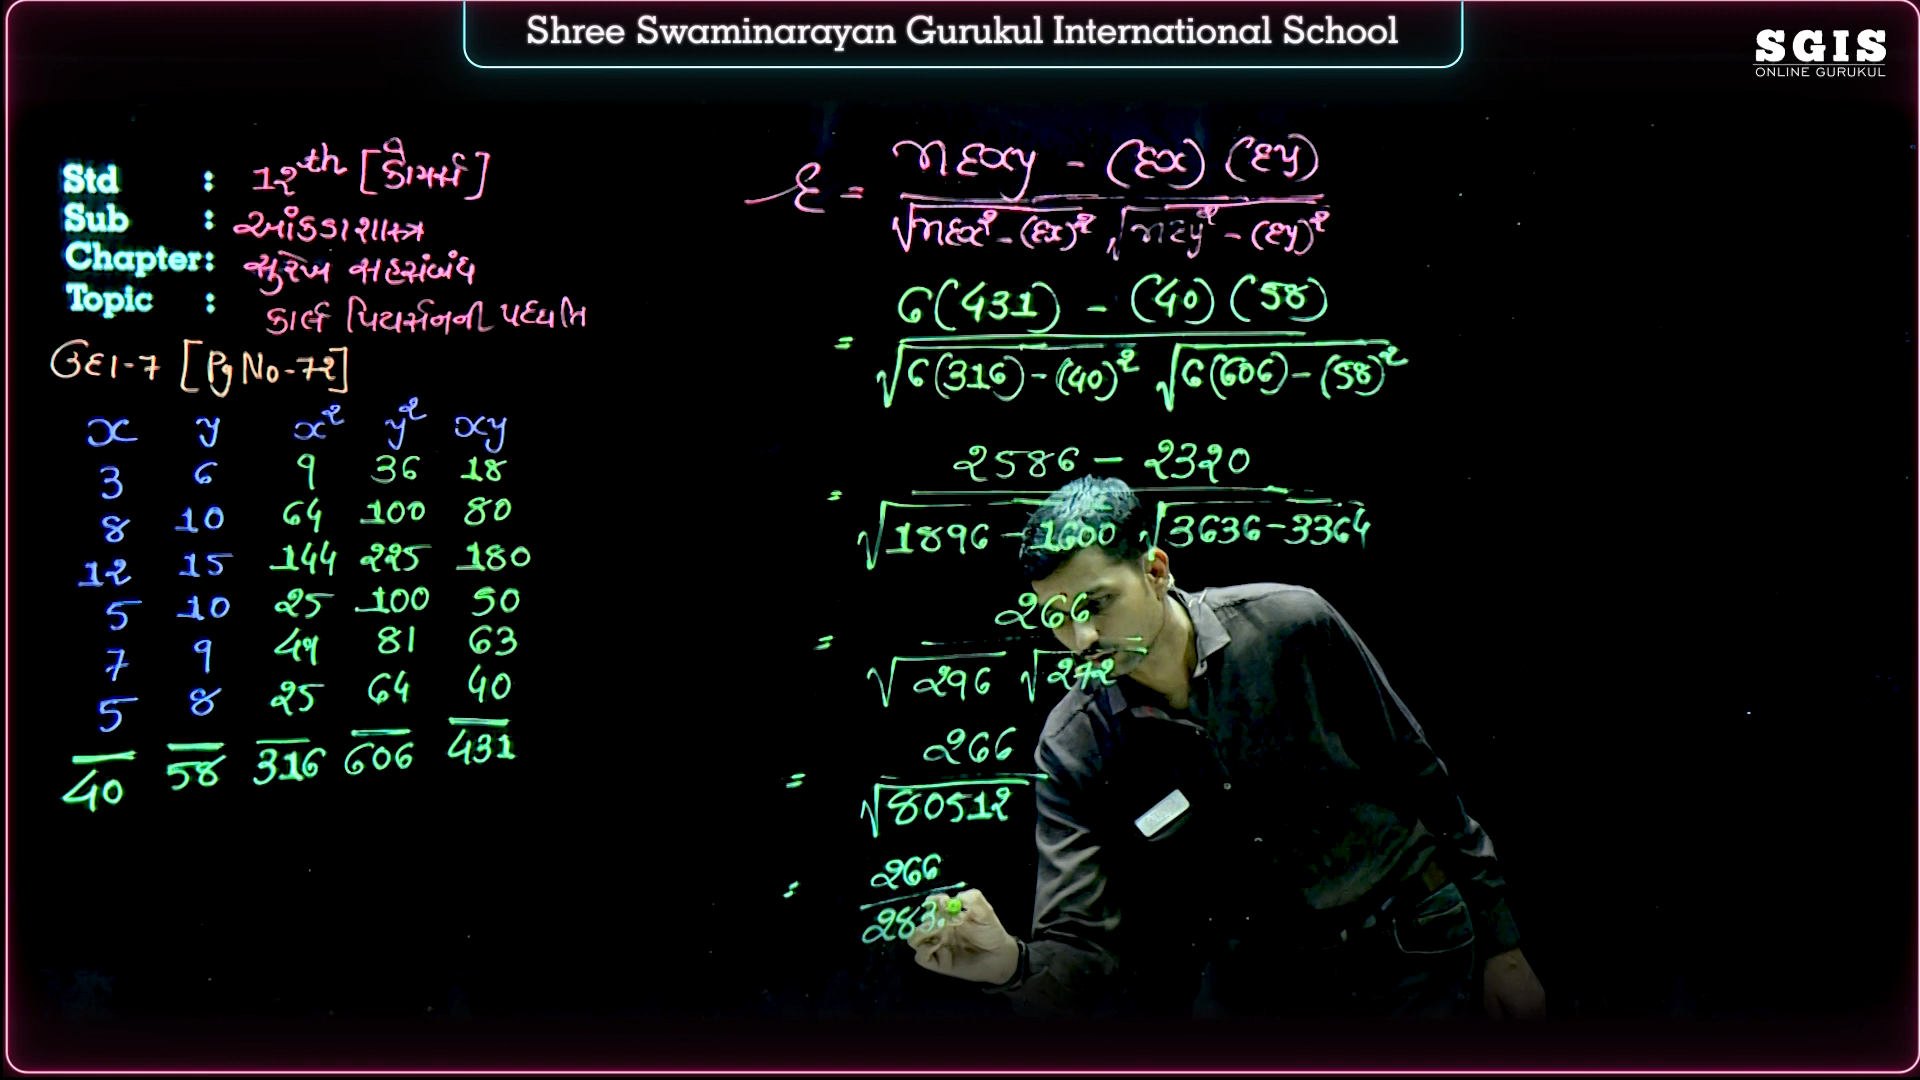 Shree Swaminarayan Gurukul International School
SGIS
ONLINE GURUKUL
Std : 12th [કૉમર્સ]
Sub : આંકડાશાસ્ત્ર
Chapter: સુરેખ સહસંબંધ
Topic : કાર્લ પિયર્સનની પદ્ધતિ
ઉદા-7 [Pg No-72]
x y x² y² xy
3 6 9 36 18
8 10 64 100 80
12 15 144 225 180
5 10 25 100 50
7 9 49 81 63
5 8 25 64 40
40 58 316 606 431
r = nΣxy - (Σx) (Σy)
√nΣx² - (Σx)² √nΣy² - (Σy)²
= 6(431) - (40) (58)
√6(316) - (40)² √6(606) - (58)²
= 2586 - 2320
√1896 - 1600 √3636-3364
= 266
√296 √272
= 266
√80512
= 266
283.